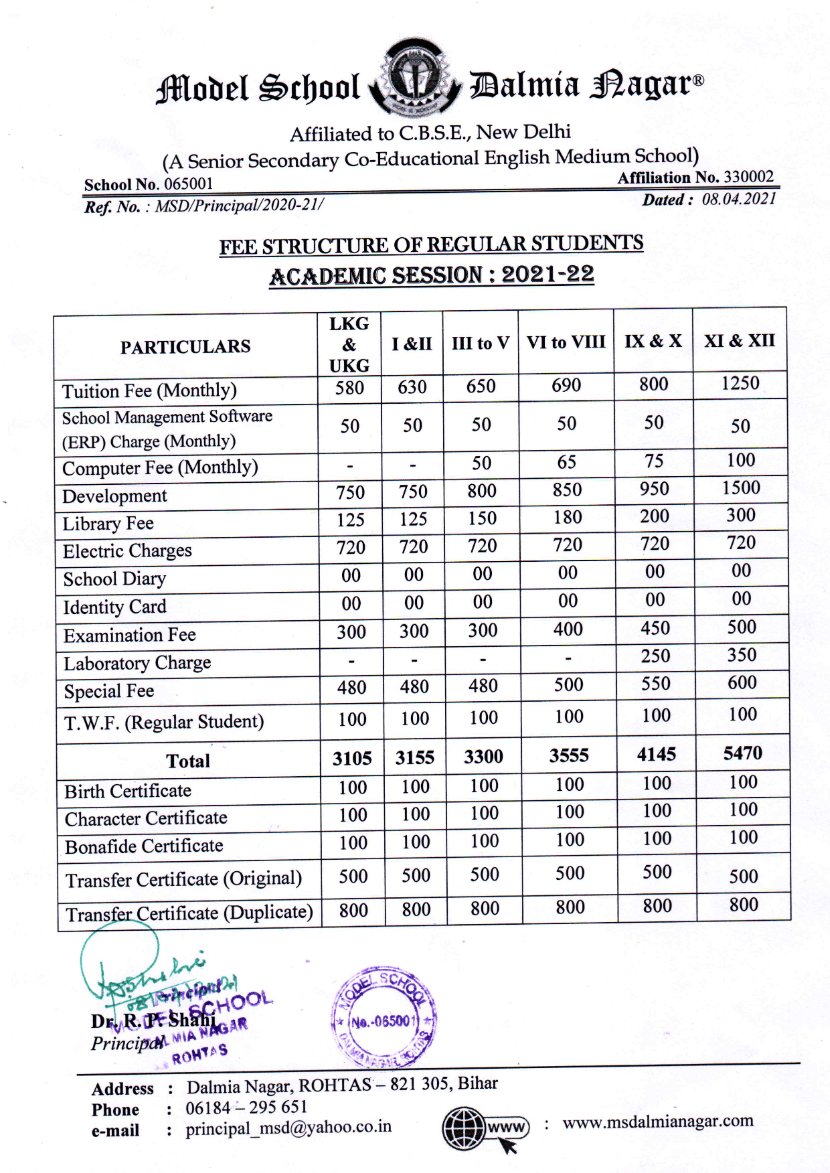 Model School Dalmia Nagar®
Affiliated to C.B.S.E., New Delhi
(A Senior Secondary Co-Educational English Medium School)
School No. 065001 Affiliation No. 330002
Ref. No. : MSD/Principal/2020-21/ Dated : 08.04.2021
FEE STRUCTURE OF REGULAR STUDENTS
ACADEMIC SESSION : 2021-22
PARTICULARS LKG & UKG I &II III to V VI to VIII IX & X XI & XII
Tuition Fee (Monthly) 580 630 650 690 800 1250
School Management Software
(ERP) Charge (Monthly) 50 50 50 50 50 50
Computer Fee (Monthly) - - 50 65 75 100
Development 750 750 800 850 950 1500
Library Fee 125 125 150 180 200 300
Electric Charges 720 720 720 720 720 720
School Diary 00 00 00 00 00 00
Identity Card 00 00 00 00 00 00
Examination Fee 300 300 300 400 450 500
Laboratory Charge - - - - 250 350
Special Fee 480 480 480 500 550 600
T.W.F. (Regular Student) 100 100 100 100 100 100
Total 3105 3155 3300 3555 4145 5470
Birth Certificate 100 100 100 100 100 100
Character Certificate 100 100 100 100 100 100
Bonafide Certificate 100 100 100 100 100 100
Transfer Certificate (Original) 500 500 500 500 500 500
Transfer Certificate (Duplicate) 800 800 800 800 800 800
Principal
MODEL SCHOOL
DALMIA NAGAR
ROHTAS
Dr. R. P. Shahi
Principal
MODEL SCHOOL
No.-065001
DALMIA NAGAR, ROHTAS
Address : Dalmia Nagar, ROHTAS – 821 305, Bihar
Phone : 06184 – 295 651
e-mail : principal_msd@yahoo.co.in
www : www.msdalmianagar.com